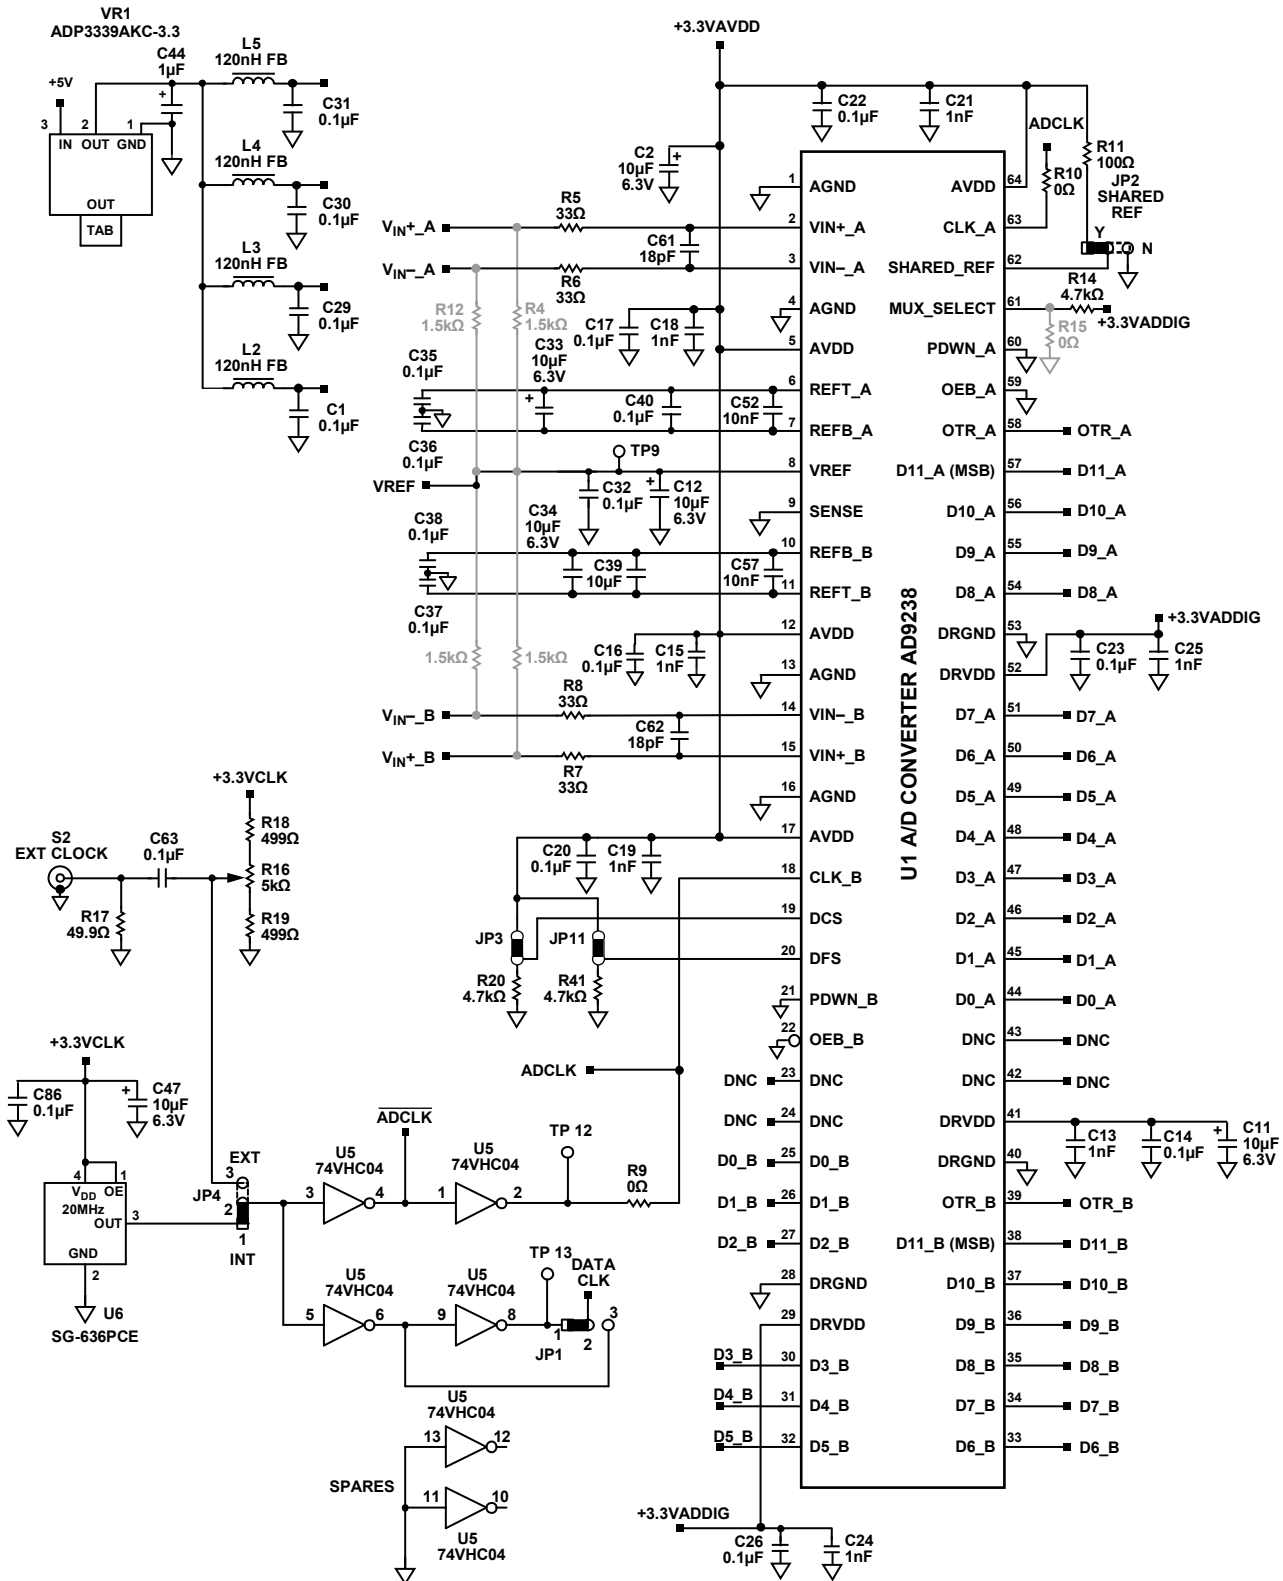 VR1
ADP3339AKC-3.3
C44
1µF
+5V
3
2
1
IN
OUT
GND
OUT
TAB
L5
120nH FB
C31
0.1µF
L4
120nH FB
C30
0.1µF
L3
120nH FB
C29
0.1µF
L2
120nH FB
C1
0.1µF
+3.3VAVDD
C22
0.1µF
C21
1nF
ADCLK
R11
100Ω
R10
0Ω
JP2
SHARED
REF
Y
N
R14
4.7kΩ
+3.3VADDIG
R15
0Ω
C2
10µF
6.3V
+
VIN+_A
R5
33Ω
C61
18pF
VIN–_A
R6
33Ω
R12
1.5kΩ
R4
1.5kΩ
C17
0.1µF
C18
1nF
C35
0.1µF
C33
10µF
6.3V
+
C40
0.1µF
C52
10nF
C36
0.1µF
TP9
VREF
C32
0.1µF
+
C12
10µF
6.3V
C38
0.1µF
C34
10µF
6.3V
C39
10µF
C57
10nF
C37
0.1µF
1.5kΩ
1.5kΩ
C16
0.1µF
C15
1nF
VIN–_B
R8
33Ω
C62
18pF
VIN+_B
R7
33Ω
C20
0.1µF
C19
1nF
JP3
JP11
R20
4.7kΩ
R41
4.7kΩ
U1 A/D CONVERTER AD9238
1 AGND
2 VIN+_A
3 VIN–_A
4 AGND
5 AVDD
6 REFT_A
7 REFB_A
8 VREF
9 SENSE
10 REFB_B
11 REFT_B
12 AVDD
13 AGND
14 VIN–_B
15 VIN+_B
16 AGND
17 AVDD
18 CLK_B
19 DCS
20 DFS
21 PDWN_B
22 OEB_B
DNC 23 DNC
DNC 24 DNC
D0_B 25 D0_B
D1_B 26 D1_B
D2_B 27 D2_B
28 DRGND
29 DRVDD
D3_B 30 D3_B
D4_B 31 D4_B
D5_B 32 D5_B
AVDD 64
CLK_A 63
SHARED_REF 62
MUX_SELECT 61
PDWN_A 60
OEB_A 59
OTR_A 58 OTR_A
D11_A (MSB) 57 D11_A
D10_A 56 D10_A
D9_A 55 D9_A
D8_A 54 D8_A
DRGND 53
DRVDD 52
D7_A 51 D7_A
D6_A 50 D6_A
D5_A 49 D5_A
D4_A 48 D4_A
D3_A 47 D3_A
D2_A 46 D2_A
D1_A 45 D1_A
D0_A 44 D0_A
DNC 43 DNC
DNC 42 DNC
DRVDD 41
DRGND 40
OTR_B 39 OTR_B
D11_B (MSB) 38 D11_B
D10_B 37 D10_B
D9_B 36 D9_B
D8_B 35 D8_B
D7_B 34 D7_B
D6_B 33 D6_B
+3.3VADDIG
C23
0.1µF
C25
1nF
C13
1nF
C14
0.1µF
+
C11
10µF
6.3V
+3.3VADDIG
C26
0.1µF
C24
1nF
+3.3VCLK
R18
499Ω
S2
EXT CLOCK
C63
0.1µF
R16
5kΩ
R17
49.9Ω
R19
499Ω
+3.3VCLK
C86
0.1µF
+
C47
10µF
6.3V
4
1
VDD
OE
20MHz
OUT
3
GND
2
U6
SG-636PCE
EXT
3
JP4
2
1
INT
ADCLK
ADCLK
U5
74VHC04
3
4
U5
74VHC04
1
2
TP 12
R9
0Ω
U5
74VHC04
5
6
U5
74VHC04
9
8
TP 13
DATA
CLK
3
1
2
JP1
U5
74VHC04
13
12
SPARES
11
10
U5
74VHC04